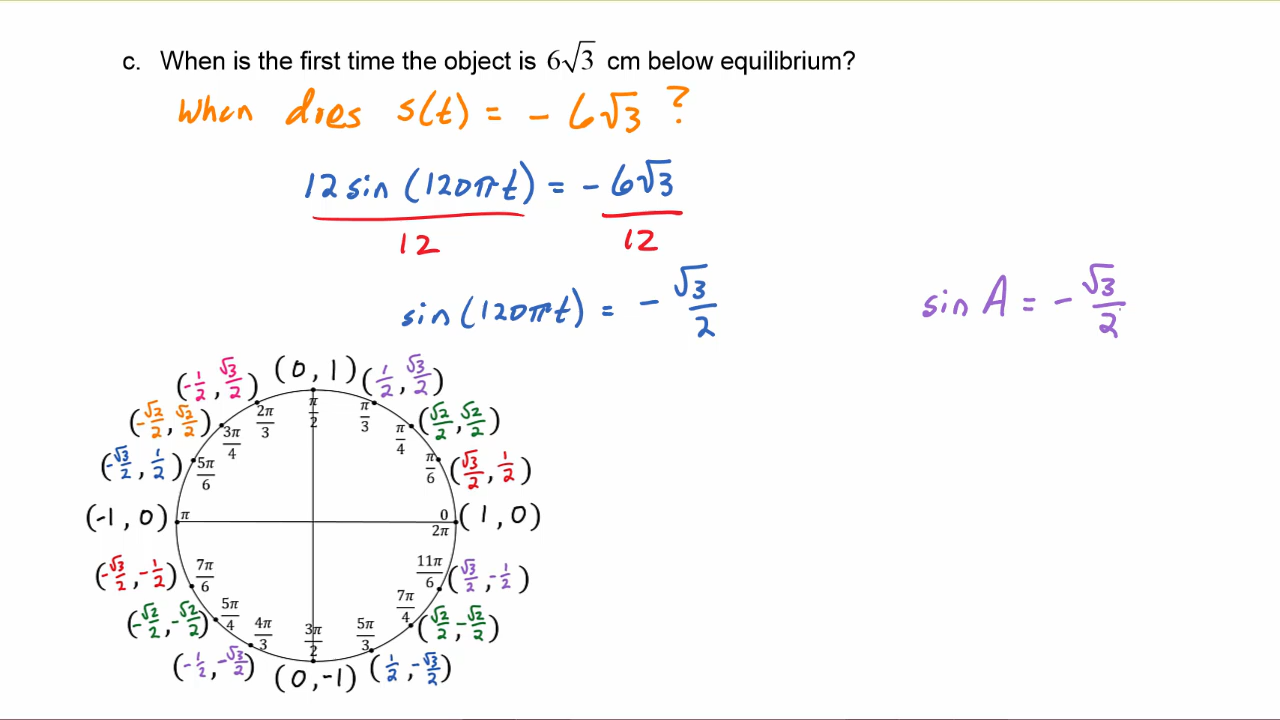 c. When is the first time the object is 6√3 cm below equilibrium?
When does s(t) = - 6√3 ?
12 sin (120πt) = - 6√3
12 12
sin (120πt) = - √3/2
sin A = - √3/2
(0, 1)
(-1/2, √3/2) (1/2, √3/2)
(-√2/2, √2/2) 3π/4 2π/3 π/2 π/3 π/4 (√2/2, √2/2)
(-√3/2, 1/2) 5π/6 π/6 (√3/2, 1/2)
(-1, 0) π 0 2π (1, 0)
(-√3/2, -1/2) 7π/6 11π/6 (√3/2, -1/2)
(-√2/2, -√2/2) 5π/4 4π/3 3π/2 5π/3 7π/4 (√2/2 -√2/2)
(-1/2, -√3/2) (0, -1) (1/2, -√3/2)